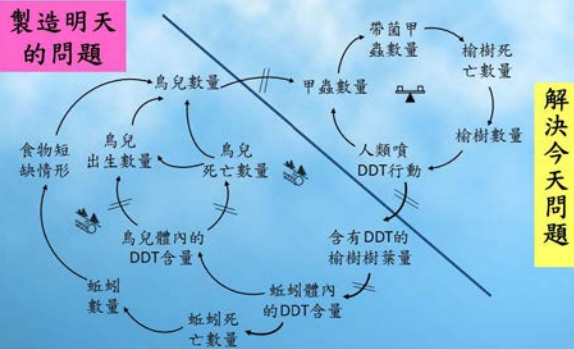 製造明天
的問題
帶菌甲
蟲數量
榆樹死
亡數量
鳥兒數量
甲蟲數量
解決今天問題
食物短
缺情形
鳥兒
出生數量
鳥兒
死亡數量
人類噴
DDT行動
榆樹數量
鳥兒體內的
DDT含量
含有DDT的
榆樹樹葉量
蚯蚓
數量
蚯蚓體內
的DDT含量
蚯蚓死
亡數量